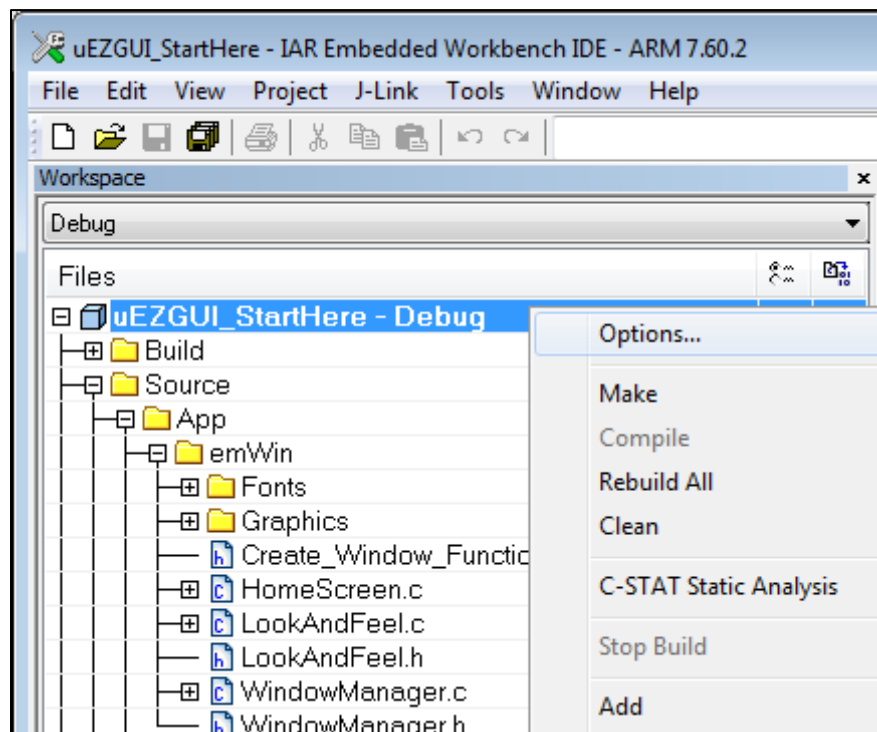 uEZGUI_StartHere - IAR Embedded Workbench IDE - ARM 7.60.2
File Edit View Project J-Link Tools Window Help
Workspace
Debug
Files
uEZGUI_StartHere - Debug
Build
Source
App
emWin
Fonts
Graphics
Create_Window_Functio
HomeScreen.c
LookAndFeel.c
LookAndFeel.h
WindowManager.c
WindowManager.h
Options...
Make
Compile
Rebuild All
Clean
C-STAT Static Analysis
Stop Build
Add